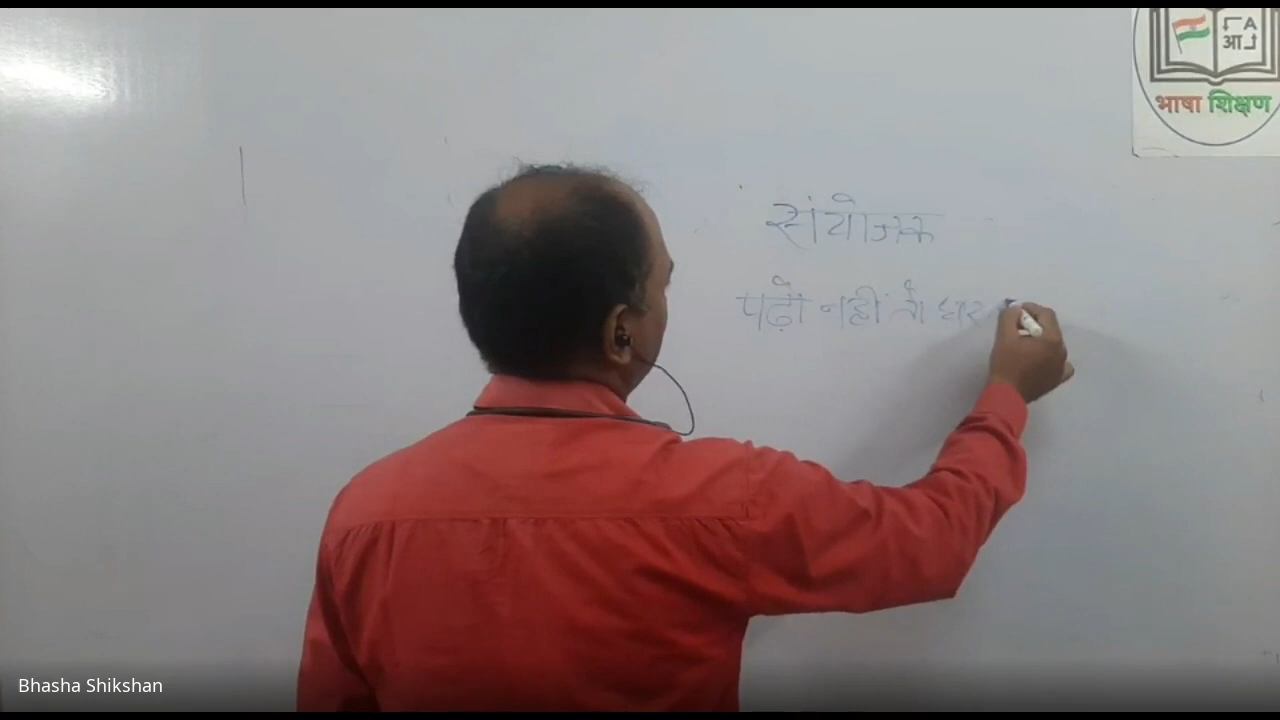 A
आ
भाषा शिक्षण
संयोजक
पढ़ो नहीं तो घर
Bhasha Shikshan